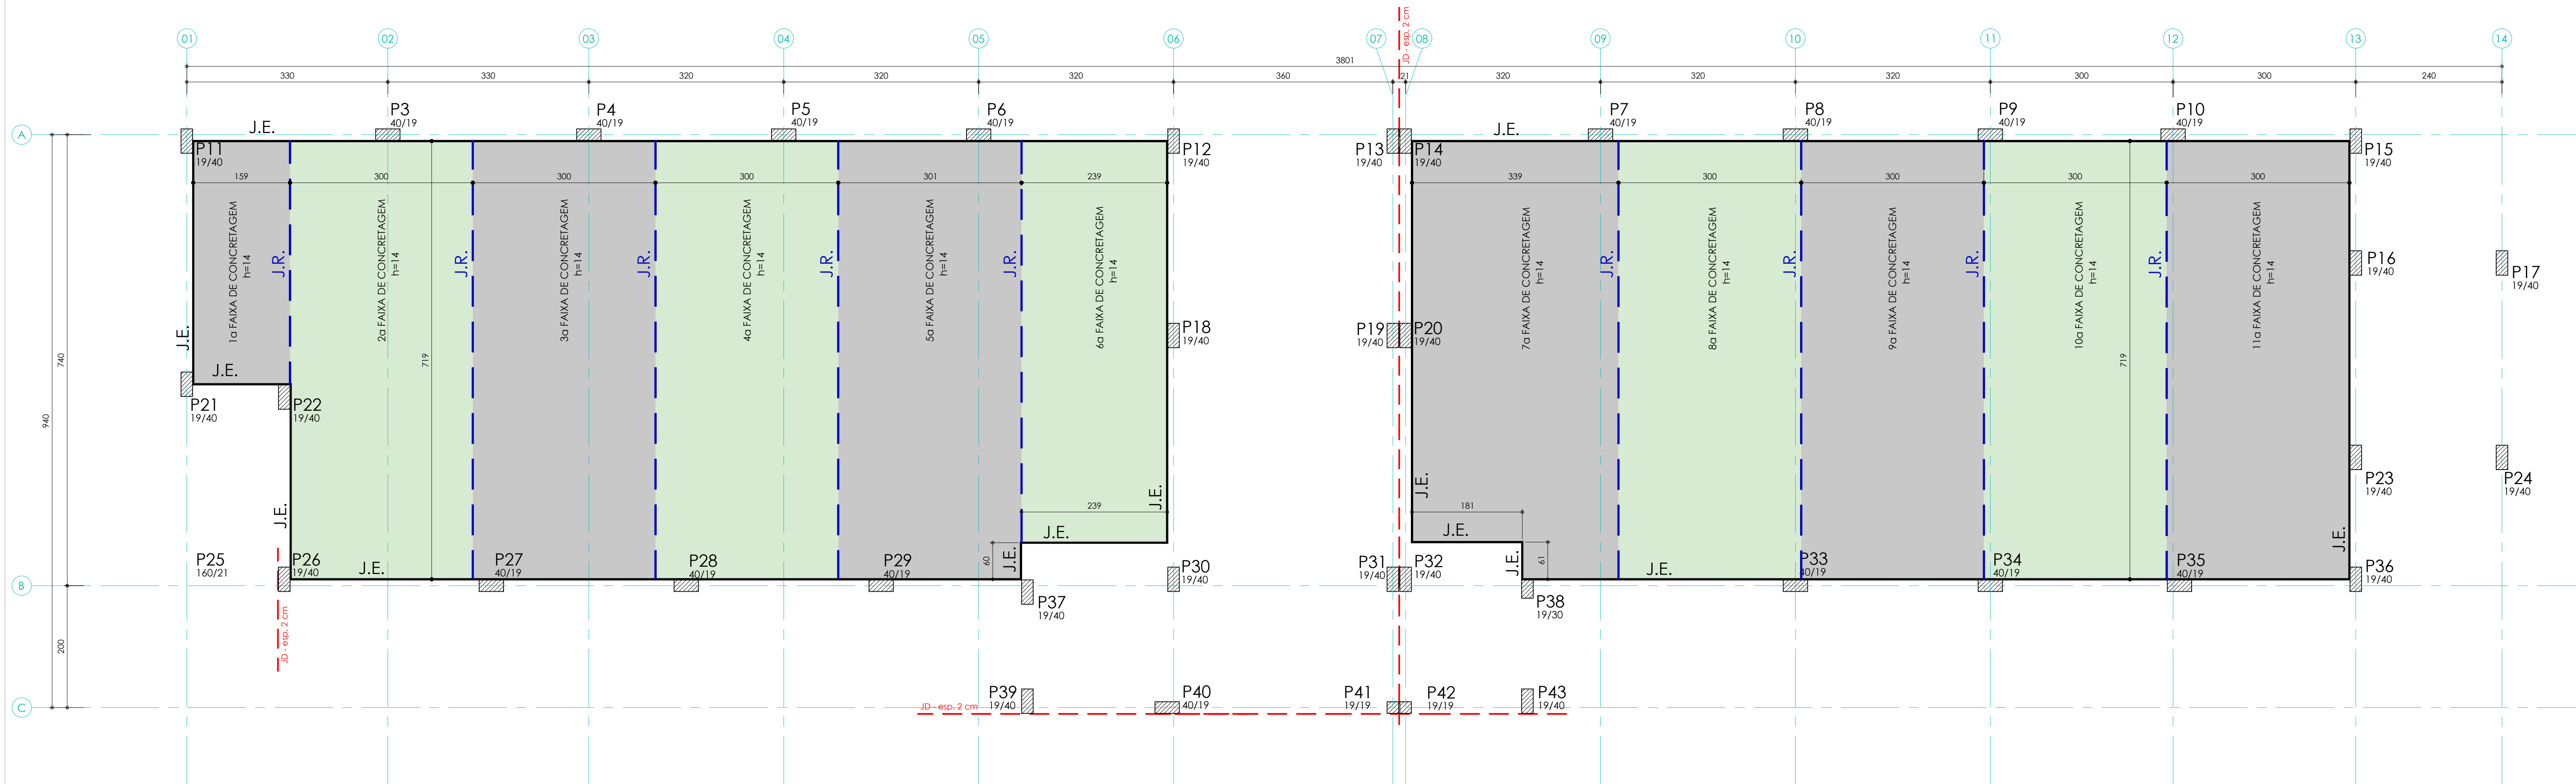 01
02
03
04
05
06
07
08
09
10
11
12
13
14
JD - esp. 2 cm
3801
330
330
320
320
320
360
21
320
320
320
300
300
240
A
P3
40/19
P4
40/19
P5
40/19
P6
40/19
P7
40/19
P8
40/19
P9
40/19
P10
40/19
J.E.
J.E.
P11
19/40
P12
19/40
P13
19/40
P14
19/40
P15
19/40
159
300
300
300
301
239
339
300
300
300
300
1a FAIXA DE CONCRETAGEM
h=14
J.R.
2a FAIXA DE CONCRETAGEM
h=14
J.R.
3a FAIXA DE CONCRETAGEM
h=14
J.R.
4a FAIXA DE CONCRETAGEM
h=14
J.R.
5a FAIXA DE CONCRETAGEM
h=14
J.R.
6a FAIXA DE CONCRETAGEM
h=14
7a FAIXA DE CONCRETAGEM
h=14
J.R.
8a FAIXA DE CONCRETAGEM
h=14
J.R.
9a FAIXA DE CONCRETAGEM
h=14
J.R.
10a FAIXA DE CONCRETAGEM
h=14
J.R.
11a FAIXA DE CONCRETAGEM
h=14
P16
19/40
P17
19/40
P18
19/40
P19
19/40
P20
19/40
J.E.
740
940
719
719
J.E.
P21
19/40
P22
19/40
P23
19/40
P24
19/40
J.E.
239
J.E.
J.E.
J.E.
60
J.E.
181
J.E.
J.E.
61
J.E.
J.E.
P25
160/21
P26
19/40
J.E.
P27
40/19
P28
40/19
P29
40/19
P30
19/40
P31
19/40
P32
19/40
J.E.
P33
40/19
P34
40/19
P35
40/19
P36
19/40
B
P37
19/40
P38
19/30
JD - esp. 2 cm
200
C
JD - esp. 2 cm
P39
19/40
P40
40/19
P41
19/19
P42
19/19
P43
19/40